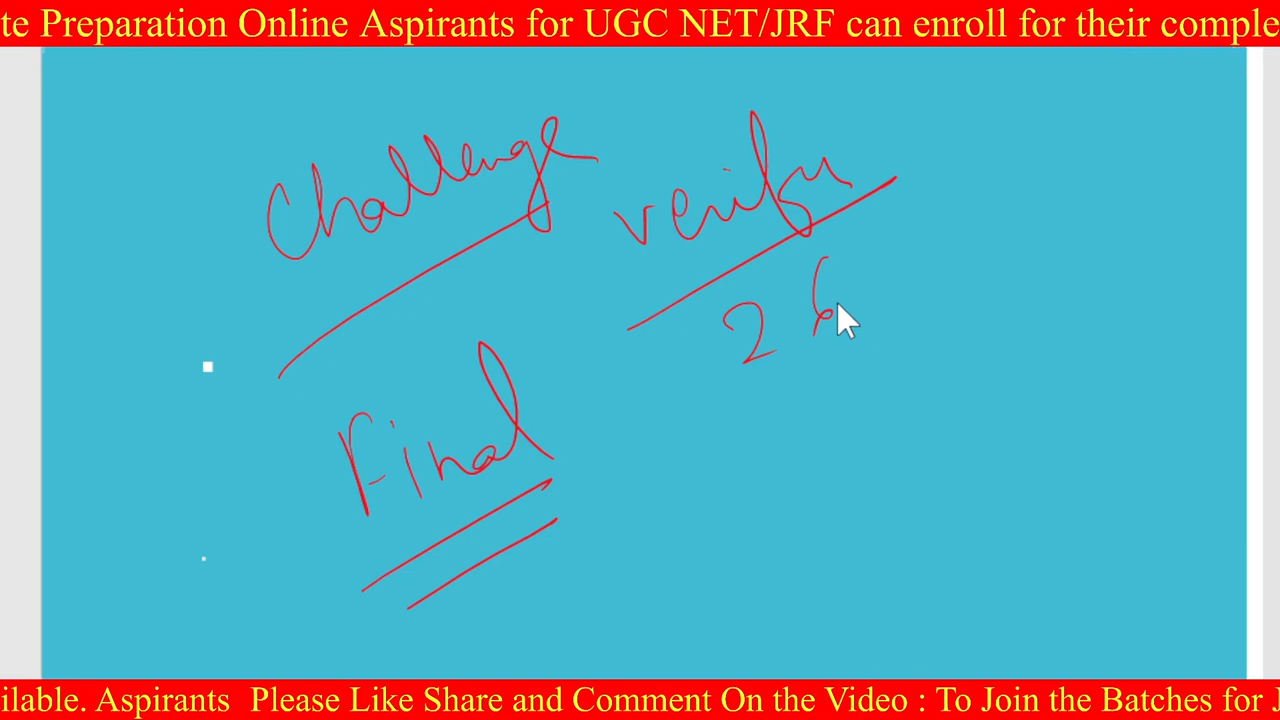 te Preparation Online Aspirants for UGC NET/JRF can enroll for their comple
Challenge verify
26
Final
ilable. Aspirants Please Like Share and Comment On the Video : To Join the Batches for J